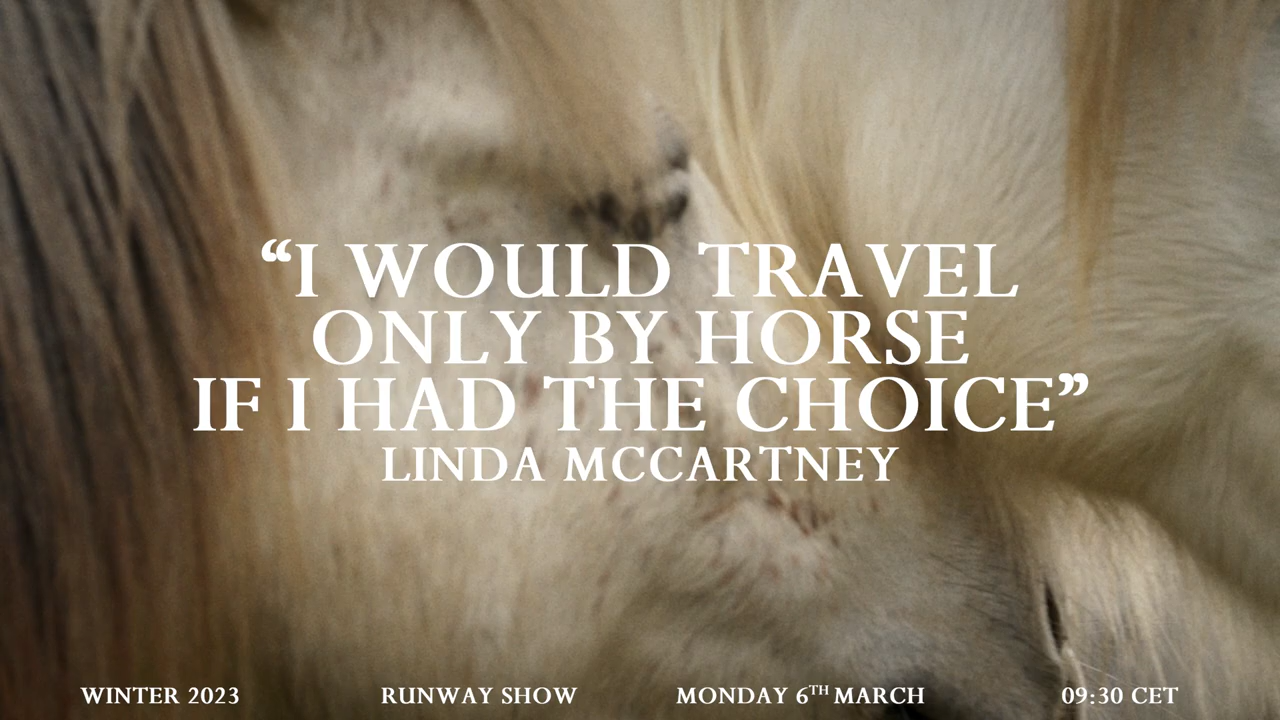 “I WOULD TRAVEL
ONLY BY HORSE
IF I HAD THE CHOICE”
LINDA MCCARTNEY
WINTER 2023 RUNWAY SHOW MONDAY 6TH MARCH 09:30 CET